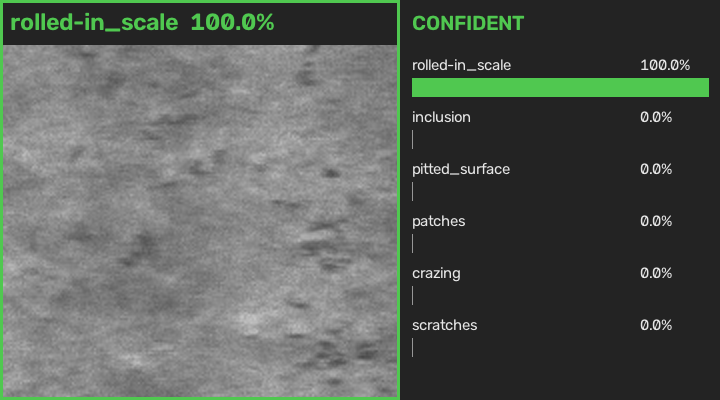 rolled-in_scale 100.0%
CONFIDENT
rolled-in_scale 100.0%
inclusion 0.0%
pitted_surface 0.0%
patches 0.0%
crazing 0.0%
scratches 0.0%